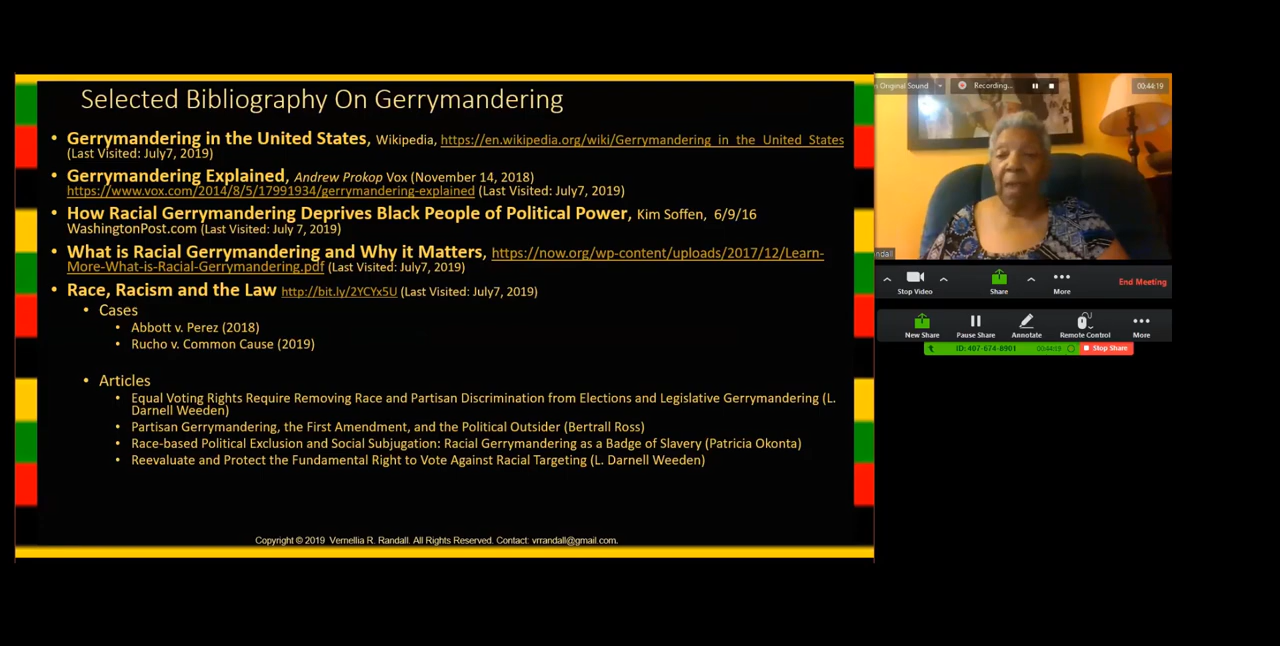 Selected Bibliography On Gerrymandering
• Gerrymandering in the United States, Wikipedia, https://en.wikipedia.org/wiki/Gerrymandering_in_the_United_States
(Last Visited: July7, 2019)
• Gerrymandering Explained, Andrew Prokop Vox (November 14, 2018)
https://www.vox.com/2014/8/5/17991934/gerrymandering-explained (Last Visited: July7, 2019)
• How Racial Gerrymandering Deprives Black People of Political Power, Kim Soffen, 6/9/16
WashingtonPost.com (Last Visited: July 7, 2019)
• What is Racial Gerrymandering and Why it Matters, https://now.org/wp-content/uploads/2017/12/Learn-
More-What-is-Racial-Gerrymandering.pdf (Last Visited: July7, 2019)
• Race, Racism and the Law http://bit.ly/2YCYx5U (Last Visited: July7, 2019)
• Cases
• Abbott v. Perez (2018)
• Rucho v. Common Cause (2019)
• Articles
• Equal Voting Rights Require Removing Race and Partisan Discrimination from Elections and Legislative Gerrymandering (L.
Darnell Weeden)
• Partisan Gerrymandering, the First Amendment, and the Political Outsider (Bertrall Ross)
• Race-based Political Exclusion and Social Subjugation: Racial Gerrymandering as a Badge of Slavery (Patricia Okonta)
• Reevaluate and Protect the Fundamental Right to Vote Against Racial Targeting (L. Darnell Weeden)
Copyright © 2019 Vernellia R. Randall. All Rights Reserved. Contact: vrrandall@gmail.com.
Original Sound Recording... 00:44:19
ndall
Stop Video Share More End Meeting
New Share Pause Share Annotate Remote Control More
ID: 407-674-8901 00:44:19 Stop Share